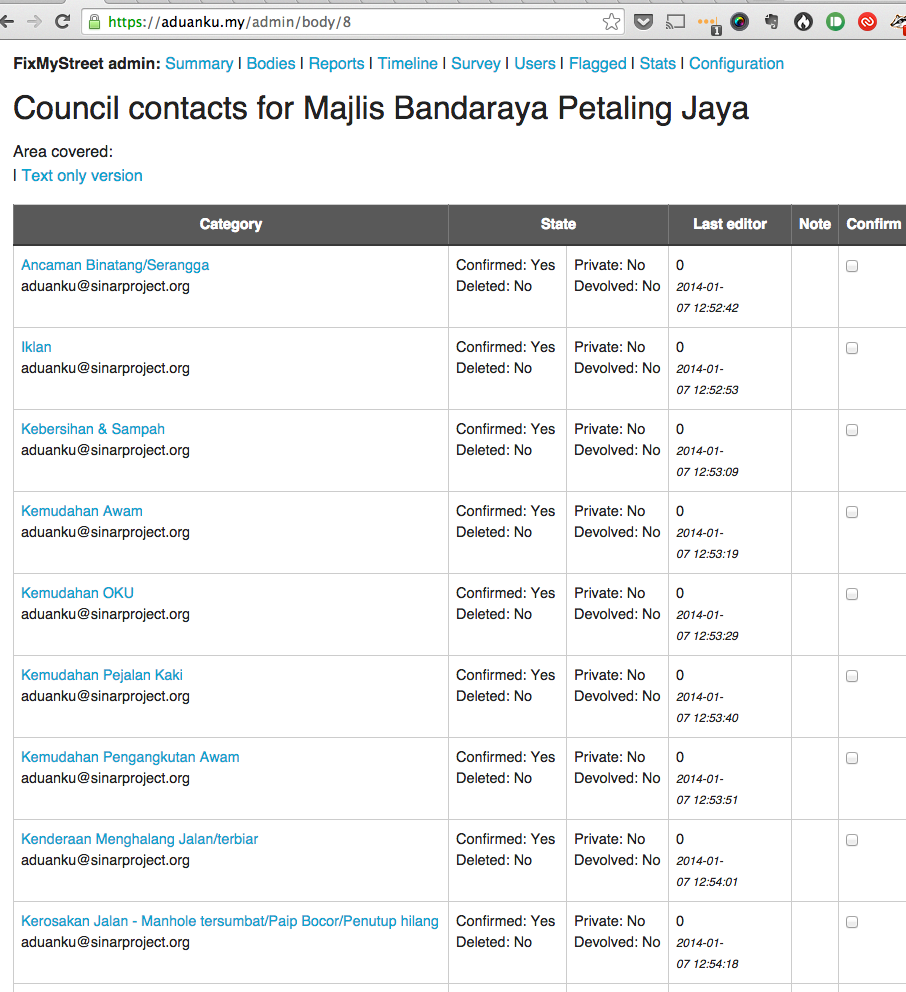 https://aduanku.my/admin/body/8
1
FixMyStreet admin: Summary | Bodies | Reports | Timeline | Survey | Users | Flagged | Stats | Configuration
Council contacts for Majlis Bandaraya Petaling Jaya
Area covered:
| Text only version
Category State Last editor Note Confirm
Ancaman Binatang/Serangga Confirmed: Yes Private: No 0
aduanku@sinarproject.org Deleted: No Devolved: No 2014-01-
07 12:52:42
Iklan Confirmed: Yes Private: No 0
aduanku@sinarproject.org Deleted: No Devolved: No 2014-01-
07 12:52:53
Kebersihan & Sampah Confirmed: Yes Private: No 0
aduanku@sinarproject.org Deleted: No Devolved: No 2014-01-
07 12:53:09
Kemudahan Awam Confirmed: Yes Private: No 0
aduanku@sinarproject.org Deleted: No Devolved: No 2014-01-
07 12:53:19
Kemudahan OKU Confirmed: Yes Private: No 0
aduanku@sinarproject.org Deleted: No Devolved: No 2014-01-
07 12:53:29
Kemudahan Pejalan Kaki Confirmed: Yes Private: No 0
aduanku@sinarproject.org Deleted: No Devolved: No 2014-01-
07 12:53:40
Kemudahan Pengangkutan Awam Confirmed: Yes Private: No 0
aduanku@sinarproject.org Deleted: No Devolved: No 2014-01-
07 12:53:51
Kenderaan Menghalang Jalan/terbiar Confirmed: Yes Private: No 0
aduanku@sinarproject.org Deleted: No Devolved: No 2014-01-
07 12:54:01
Kerosakan Jalan - Manhole tersumbat/Paip Bocor/Penutup hilang Confirmed: Yes Private: No 0
aduanku@sinarproject.org Deleted: No Devolved: No 2014-01-
07 12:54:18